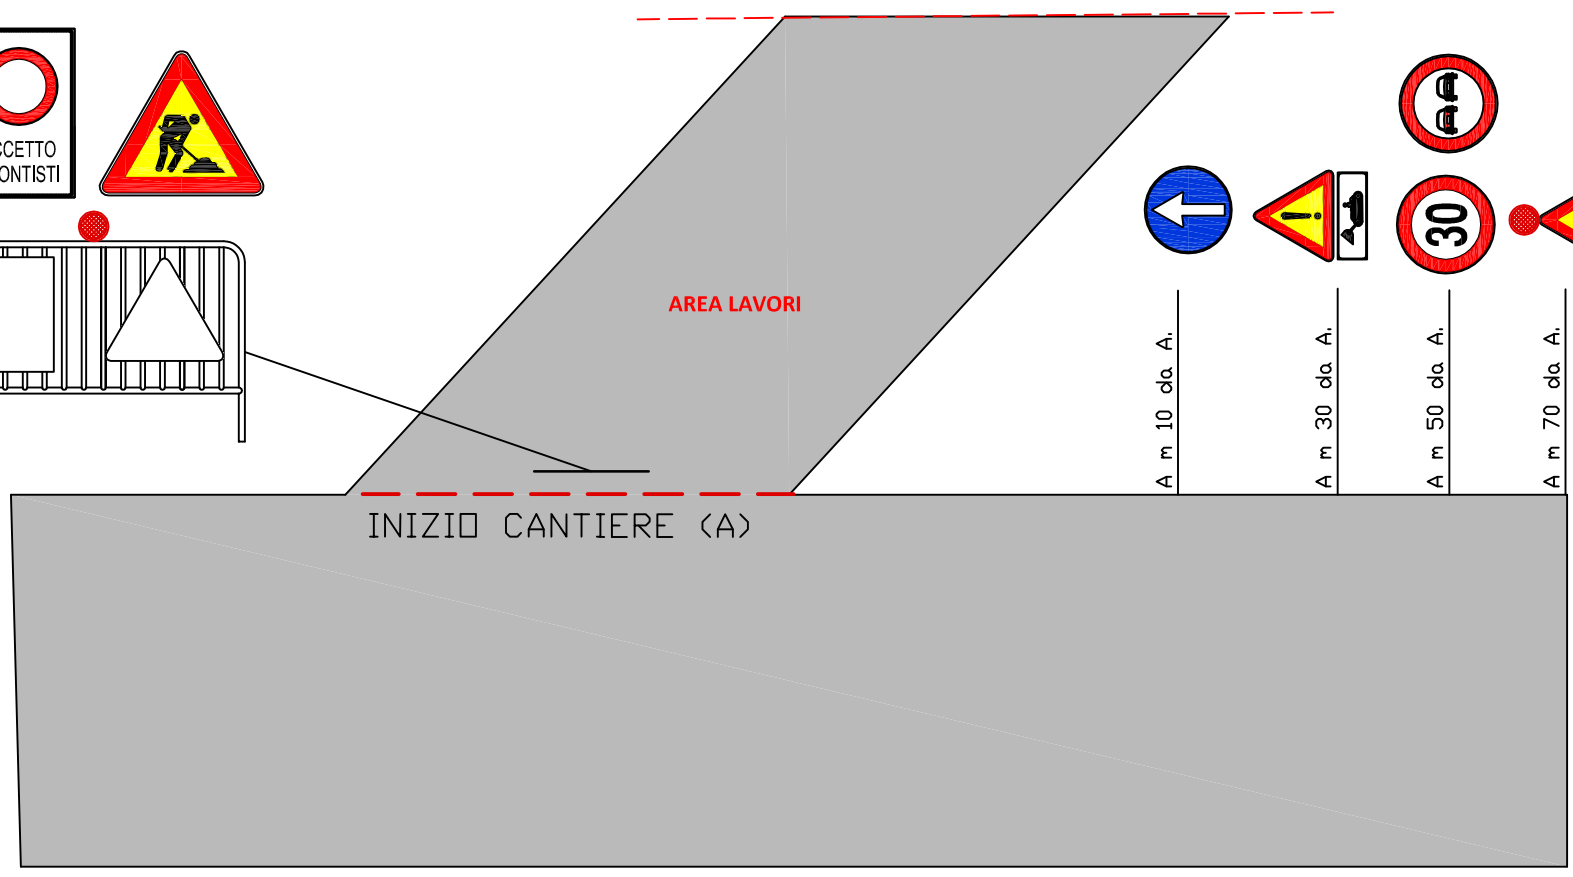 CCETTO
ONTISTI
AREA LAVORI
30
A m 10 da A.
A m 30 da A.
A m 50 da A.
A m 70 da A.
INIZIO CANTIERE (A)